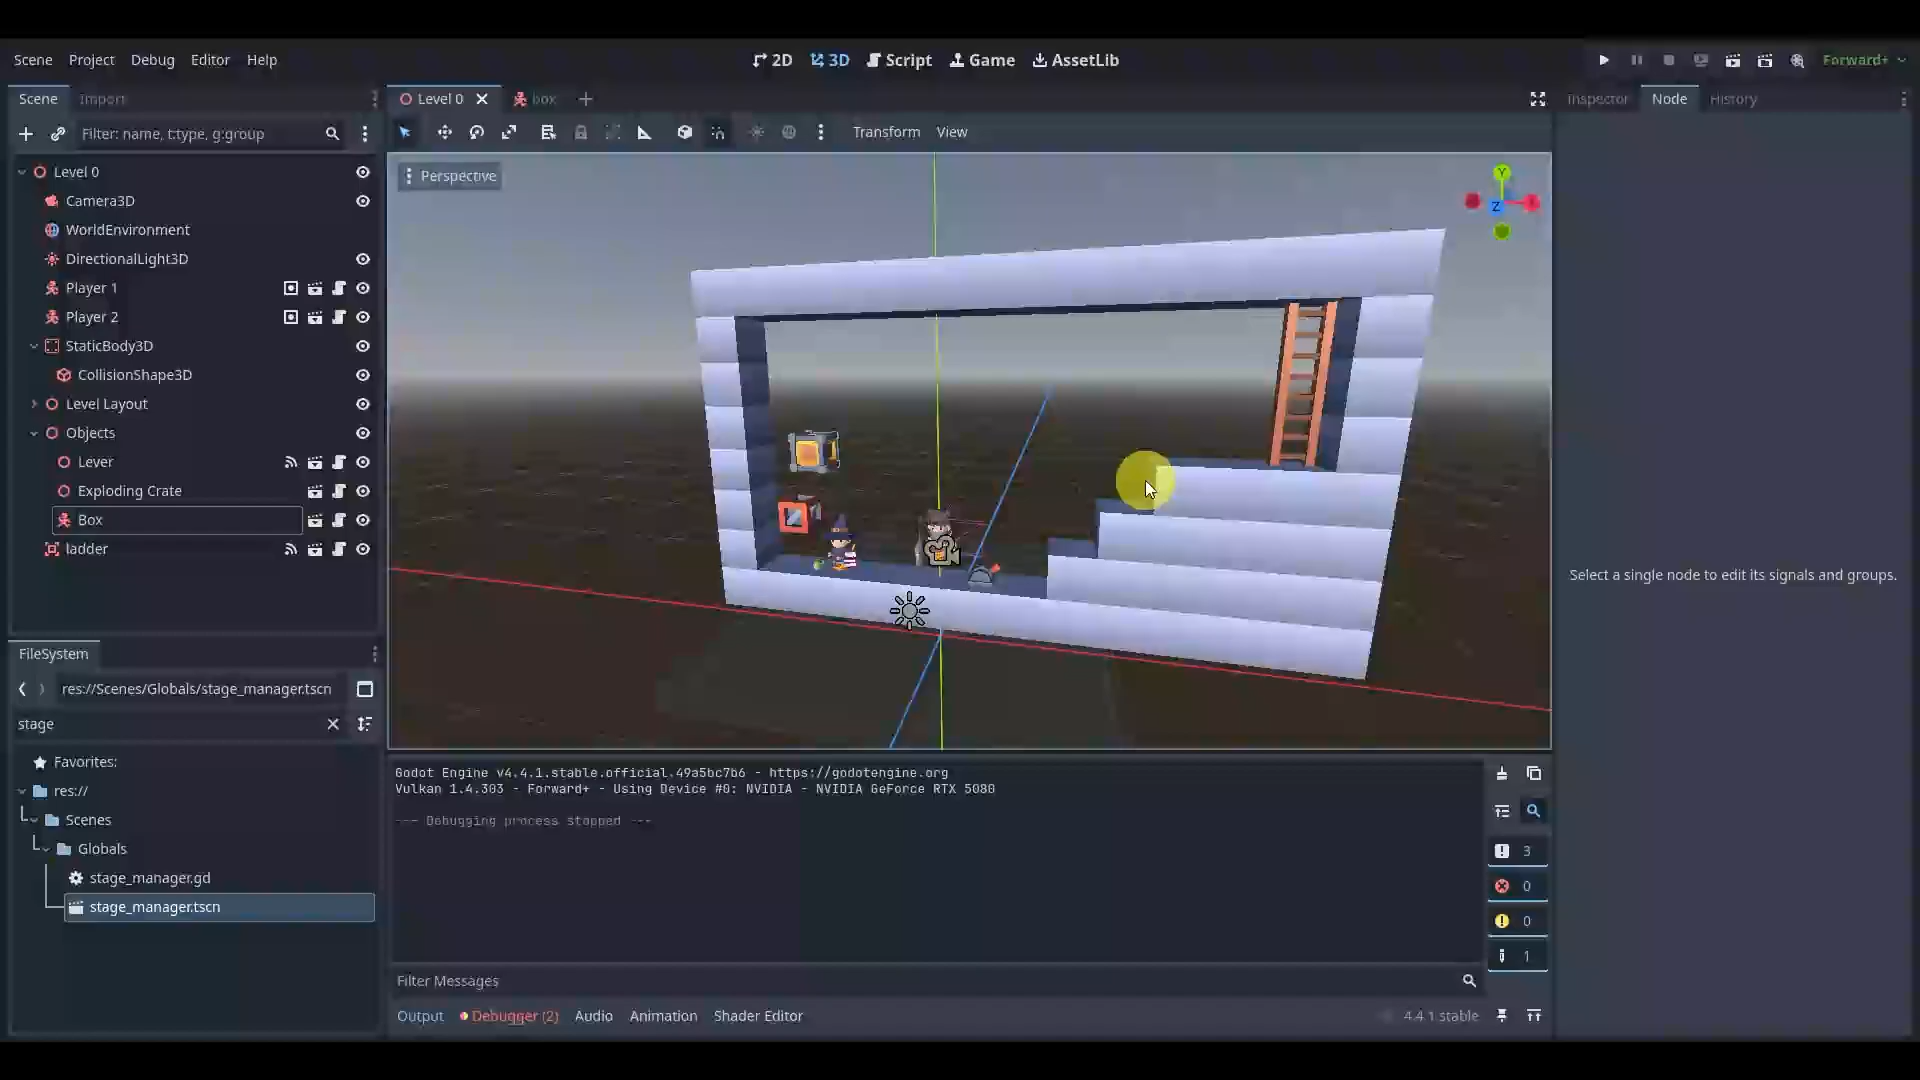 Scene Project Debug Editor Help
2D 3D Script Game AssetLib
Forward+
Scene Import
Level 0 box
Inspector Node History
Filter: name, t:type, g:group
Transform View
Perspective
Y
X
Z
Level 0
Camera3D
WorldEnvironment
DirectionalLight3D
Player 1
Player 2
StaticBody3D
CollisionShape3D
Level Layout
Objects
Lever
Exploding Crate
Box
ladder
Select a single node to edit its signals and groups.
FileSystem
res://Scenes/Globals/stage_manager.tscn
stage
Favorites:
res://
Scenes
Globals
stage_manager.gd
stage_manager.tscn
Godot Engine v4.4.1.stable.official.49a5bc7b6 - https://godotengine.org
Vulkan 1.4.303 - Forward+ - Using Device #0: NVIDIA - NVIDIA GeForce RTX 5080
--- Debugging process stopped ---
3
0
0
1
Filter Messages
Output Debugger (2) Audio Animation Shader Editor
4.4.1 stable